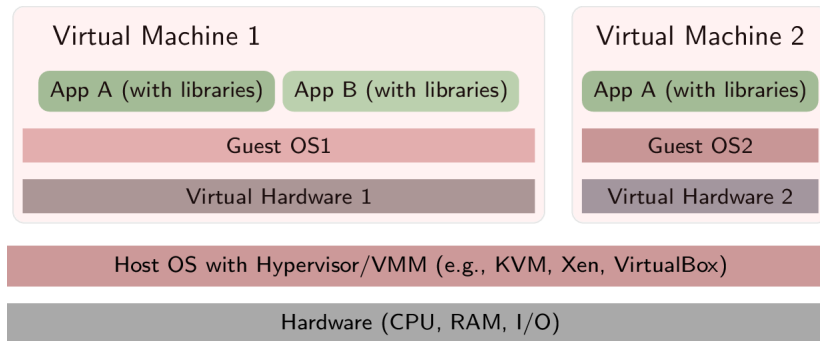 Virtual Machine 1
Virtual Machine 2
App A (with libraries)
App B (with libraries)
App A (with libraries)
Guest OS1
Guest OS2
Virtual Hardware 1
Virtual Hardware 2
Host OS with Hypervisor/VMM (e.g., KVM, Xen, VirtualBox)
Hardware (CPU, RAM, I/O)